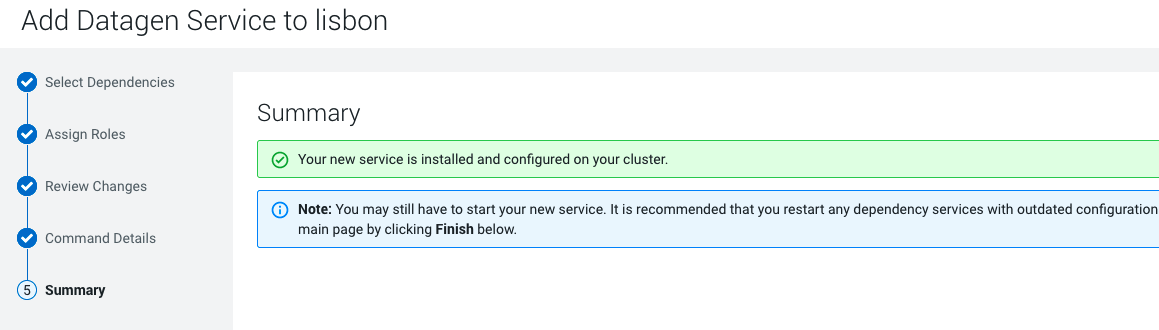 Add Datagen Service to lisbon
Select Dependencies
Assign Roles
Review Changes
Command Details
5 Summary
Summary
Your new service is installed and configured on your cluster.
Note: You may still have to start your new service. It is recommended that you restart any dependency services with outdated configuration
main page by clicking Finish below.